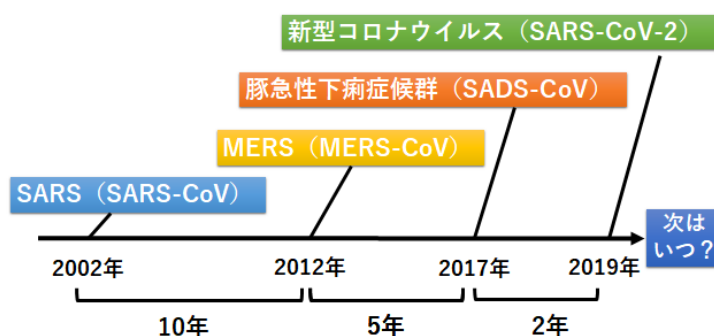 新型コロナウイルス（SARS-CoV-2）
豚急性下痢症候群（SADS-CoV）
MERS（MERS-CoV）
SARS（SARS-CoV）
次は
いつ？
2002年 2012年 2017年 2019年
10年 5年 2年